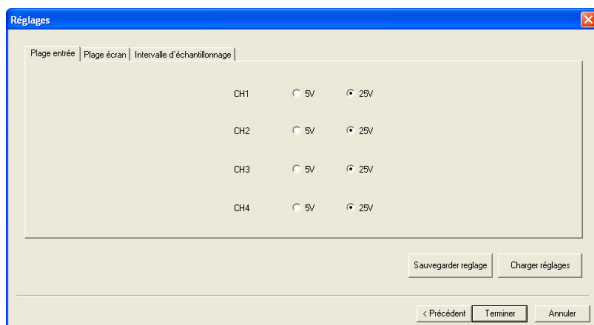 Réglages
Plage entrée Plage écran Intervalle d'échantillonnage
CH1 5V 25V
CH2 5V 25V
CH3 5V 25V
CH4 5V 25V
Sauvegarder reglage Charger réglages
< Précédent Terminer Annuler